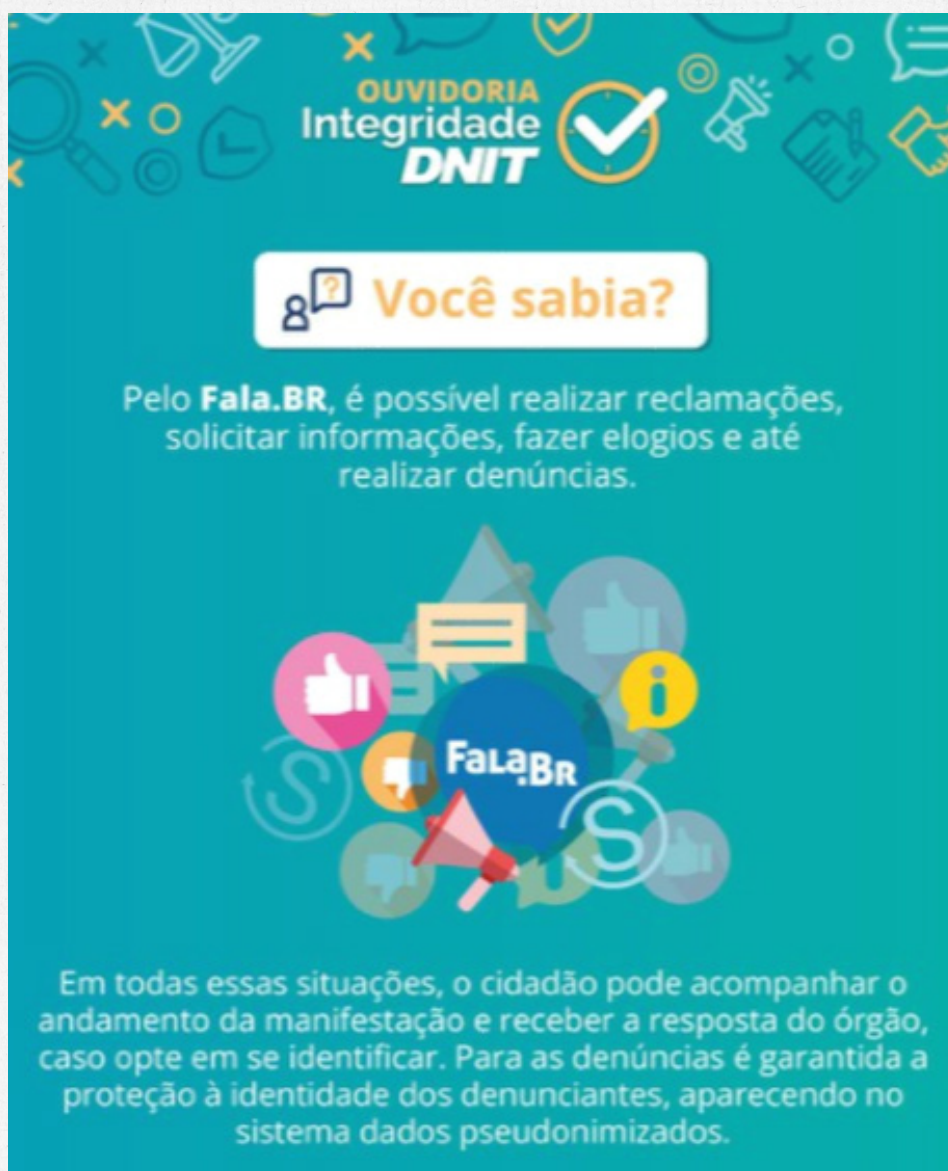 OUVIDORIA
Integridade
DNIT
? Você sabia?
Pelo Fala.BR, é possível realizar reclamações,
solicitar informações, fazer elogios e até
realizar denúncias.
i
FaLa.BR
S
S
Em todas essas situações, o cidadão pode acompanhar o
andamento da manifestação e receber a resposta do órgão,
caso opte em se identificar. Para as denúncias é garantida a
proteção à identidade dos denunciantes, aparecendo no
sistema dados pseudonimizados.